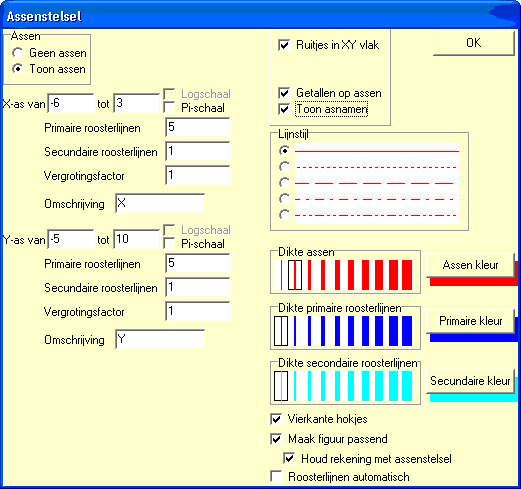 Assenstelsel
Assen
Geen assen
Toon assen
X-as van -6 tot 3
Logschaal
Pi-schaal
Primaire roosterlijnen 5
Secundaire roosterlijnen 1
Vergrotingsfactor 1
Omschrijving X
Y-as van -5 tot 10
Logschaal
Pi-schaal
Primaire roosterlijnen 5
Secundaire roosterlijnen 1
Vergrotingsfactor 1
Omschrijving Y
Ruitjes in XY vlak
Getallen op assen
Toon asnamen
OK
Lijnstijl
Dikte assen
Assen kleur
Dikte primaire roosterlijnen
Primaire kleur
Dikte secondaire roosterlijnen
Secundaire kleur
Vierkante hokjes
Maak figuur passend
Houd rekening met assenstelsel
Roosterlijnen automatisch